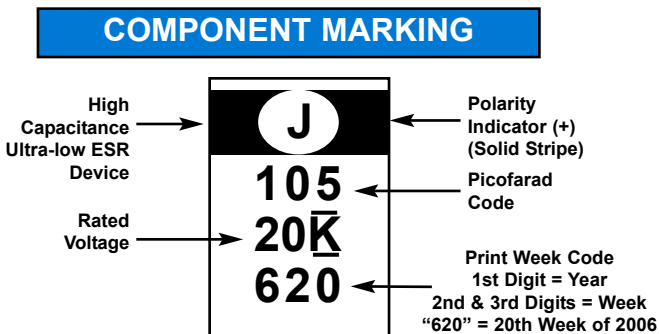 COMPONENT MARKING
High
Capacitance
Ultra-low ESR
Device
J
Polarity
Indicator (+)
(Solid Stripe)
105
Picofarad
Code
Rated
Voltage
20K̲̅
620
Print Week Code
1st Digit = Year
2nd & 3rd Digits = Week
“620” = 20th Week of 2006